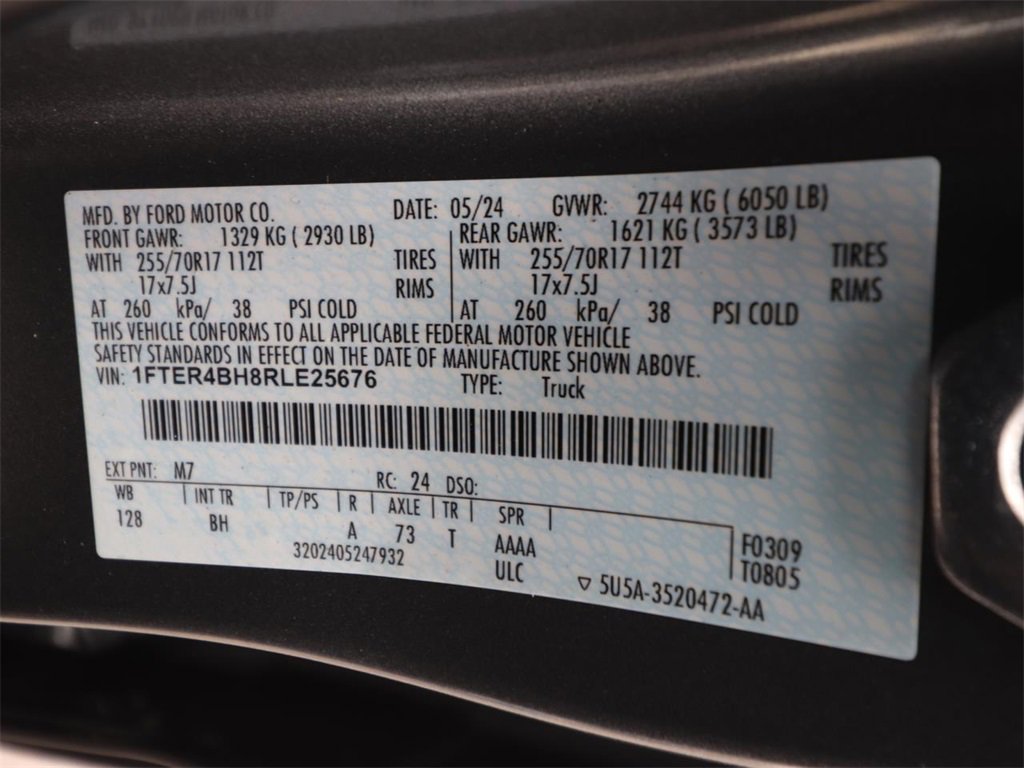 MFD. BY FORD MOTOR CO. DATE: 05/24 GVWR: 2744 KG ( 6050 LB)
FRONT GAWR: 1329 KG ( 2930 LB) REAR GAWR: 1621 KG ( 3573 LB)
WITH 255/70R17 112T TIRES WITH 255/70R17 112T TIRES
17x7.5J RIMS 17x7.5J RIMS
AT 260 kPa/ 38 PSI COLD AT 260 kPa/ 38 PSI COLD
THIS VEHICLE CONFORMS TO ALL APPLICABLE FEDERAL MOTOR VEHICLE
SAFETY STANDARDS IN EFFECT ON THE DATE OF MANUFACTURE SHOWN ABOVE.
VIN: 1FTER4BH8RLE25676 TYPE: Truck
EXT PNT: M7 RC: 24 DSO:
WB INT TR TP/PS R AXLE TR SPR
128 BH A 73 T AAAA F0309
3202405247932 ULC T0805
▽ 5U5A-3520472-AA